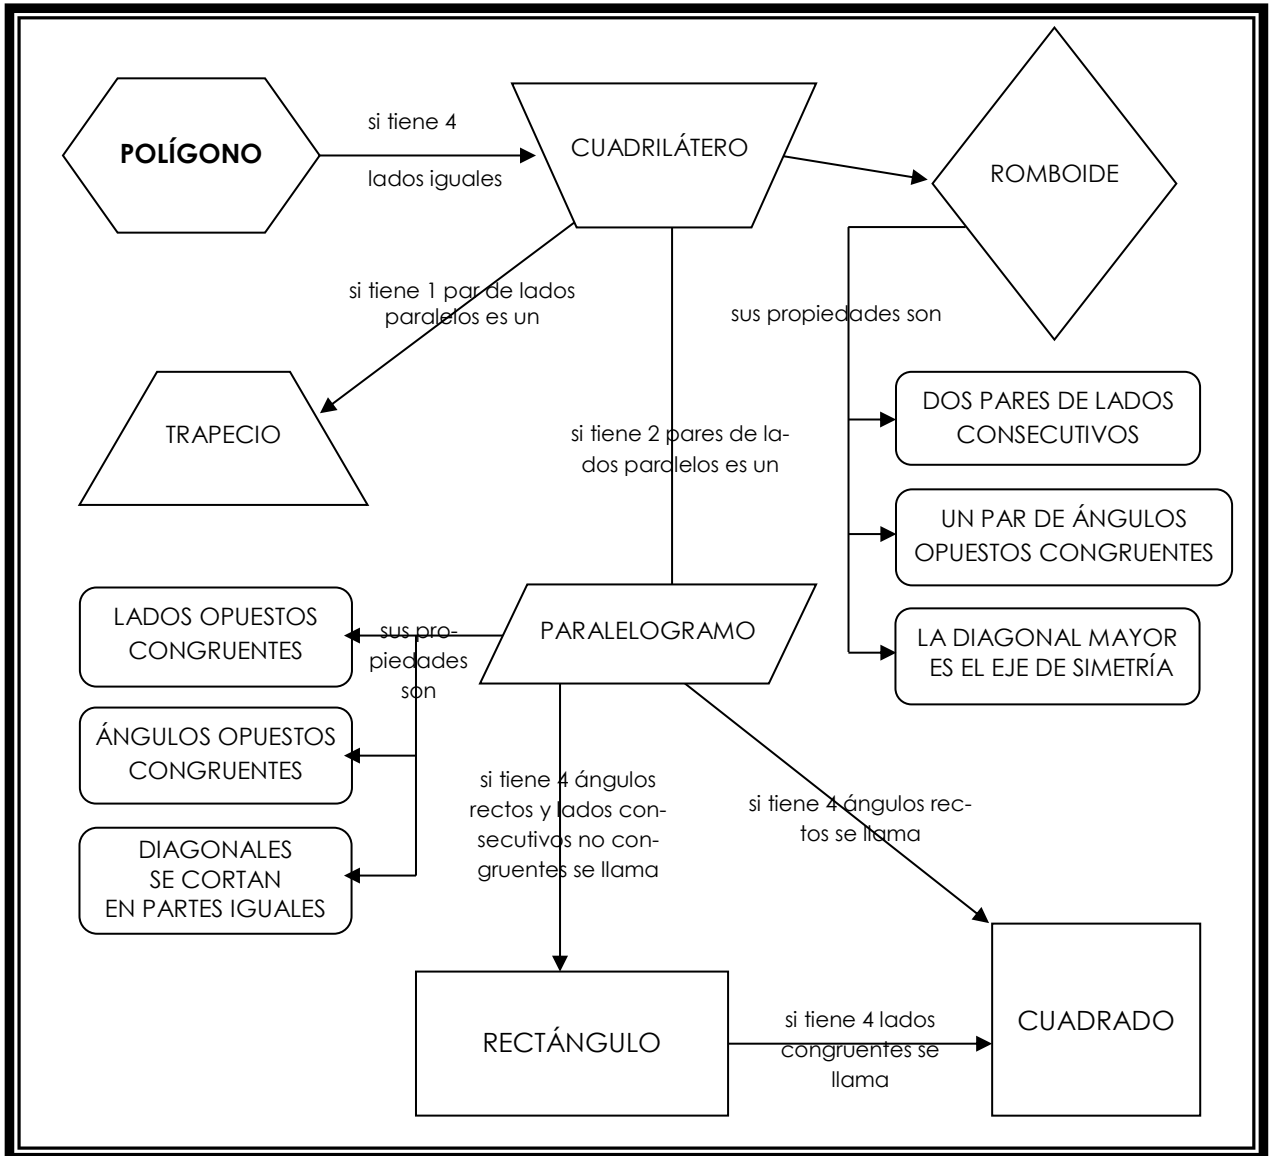 POLÍGONO
si tiene 4
lados iguales
CUADRILÁTERO
ROMBOIDE
si tiene 1 par de lados
paralelos es un
sus propiedades son
TRAPECIO
si tiene 2 pares de la-
dos paralelos es un
DOS PARES DE LADOS
CONSECUTIVOS
UN PAR DE ÁNGULOS
OPUESTOS CONGRUENTES
LA DIAGONAL MAYOR
ES EL EJE DE SIMETRÍA
PARALELOGRAMO
sus pro-
piedades
son
LADOS OPUESTOS
CONGRUENTES
ÁNGULOS OPUESTOS
CONGRUENTES
DIAGONALES
SE CORTAN
EN PARTES IGUALES
si tiene 4 ángulos
rectos y lados con-
secutivos no con-
gruentes se llama
si tiene 4 ángulos rec-
tos se llama
RECTÁNGULO
si tiene 4 lados
congruentes se
llama
CUADRADO